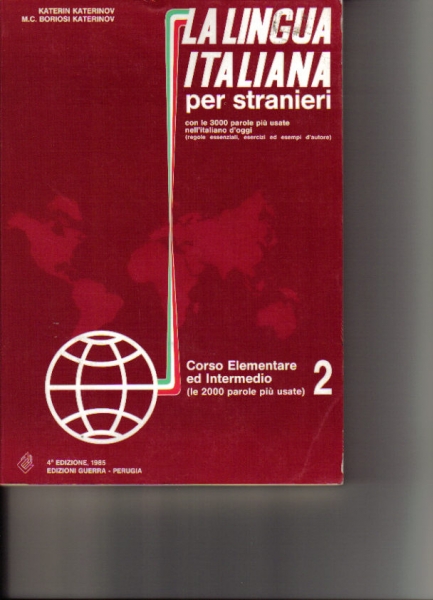 KATERIN KATERINOV
M.C. BORIOSI KATERINOV
LA LINGUA
ITALIANA
per stranieri
con le 3000 parole più usate
nell'italiano d'oggi
(regole essenziali, esercizi ed esempi d'autore)
Corso Elementare
ed Intermedio
(le 2000 parole più usate)
2
4ª EDIZIONE, 1985
EDIZIONI GUERRA - PERUGIA